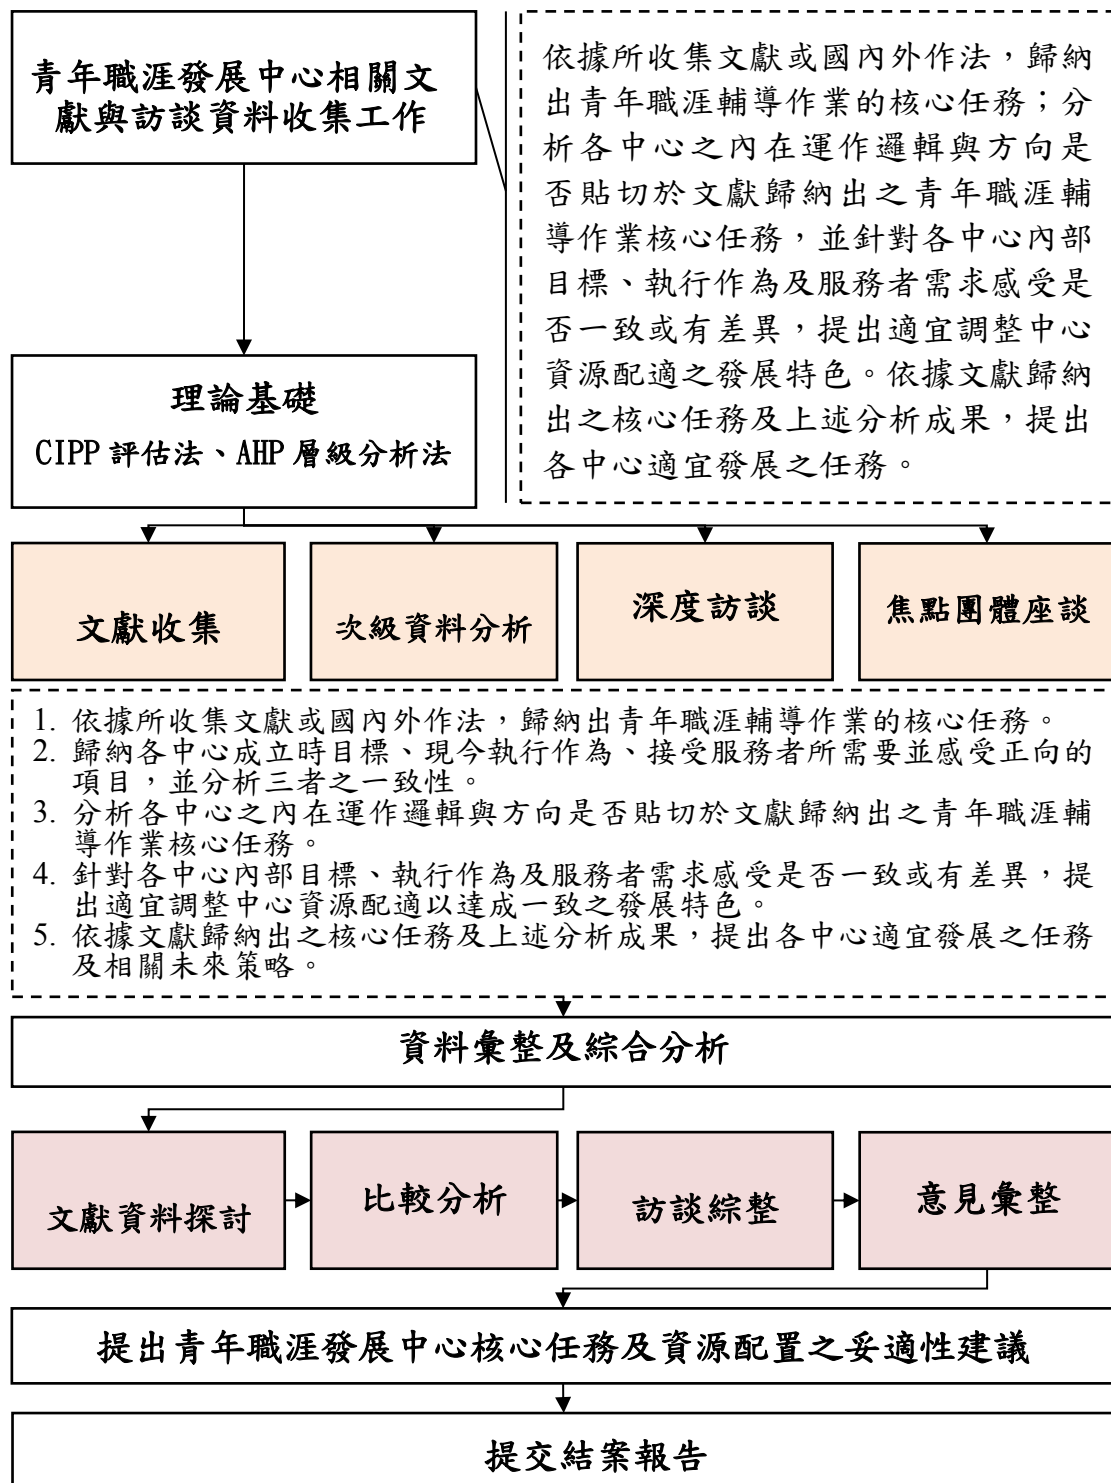 青年職涯發展中心相關文
獻與訪談資料收集工作
依據所收集文獻或國內外作法，歸納
出青年職涯輔導作業的核心任務；分
析各中心之內在運作邏輯與方向是
否貼切於文獻歸納出之青年職涯輔
導作業核心任務，並針對各中心內部
目標、執行作為及服務者需求感受是
否一致或有差異，提出適宜調整中心
資源配適之發展特色。依據文獻歸納
出之核心任務及上述分析成果，提出
各中心適宜發展之任務。
理論基礎
CIPP 評估法、AHP 層級分析法
文獻收集
次級資料分析
深度訪談
焦點團體座談
1. 依據所收集文獻或國內外作法，歸納出青年職涯輔導作業的核心任務。
2. 歸納各中心成立時目標、現今執行作為、接受服務者所需要並感受正向的
項目，並分析三者之一致性。
3. 分析各中心之內在運作邏輯與方向是否貼切於文獻歸納出之青年職涯輔
導作業核心任務。
4. 針對各中心內部目標、執行作為及服務者需求感受是否一致或有差異，提
出適宜調整中心資源配適以達成一致之發展特色。
5. 依據文獻歸納出之核心任務及上述分析成果，提出各中心適宜發展之任務
及相關未來策略。
資料彙整及綜合分析
文獻資料探討
比較分析
訪談綜整
意見彙整
提出青年職涯發展中心核心任務及資源配置之妥適性建議
提交結案報告